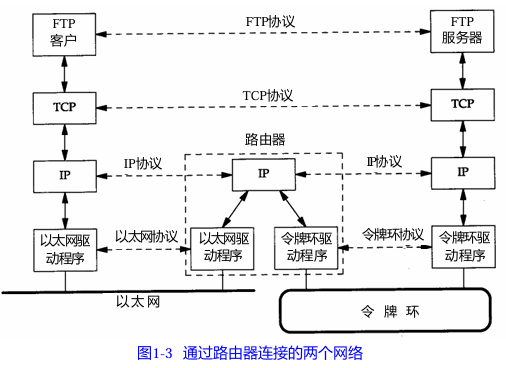 FTP
客户
FTP协议
FTP
服务器
TCP
TCP协议
TCP
路由器
IP
IP协议
IP
IP协议
IP
以太网驱
动程序
以太网协议
以太网驱
动程序
令牌环驱
动程序
令牌环协议
令牌环驱
动程序
以太网
令牌环
图1-3 通过路由器连接的两个网络